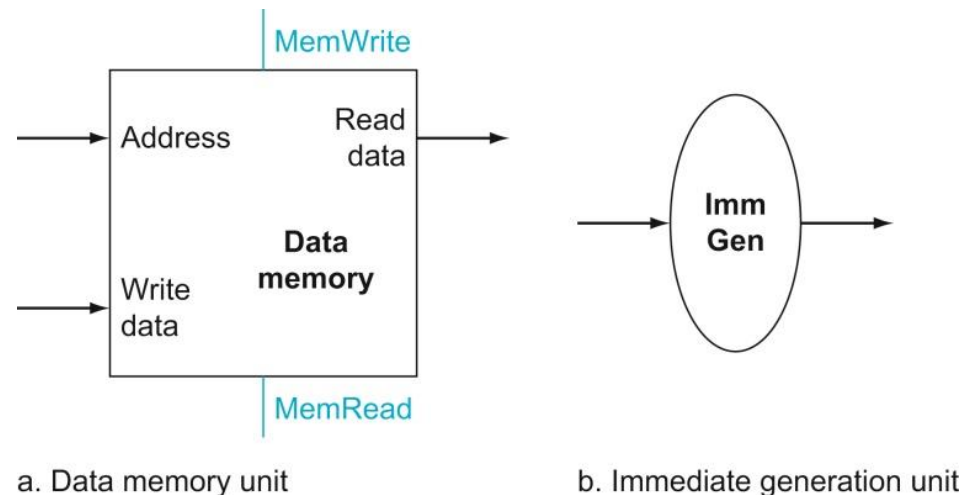 MemWrite
Address
Read
data
Data
memory
Write
data
MemRead
a. Data memory unit
Imm
Gen
b. Immediate generation unit